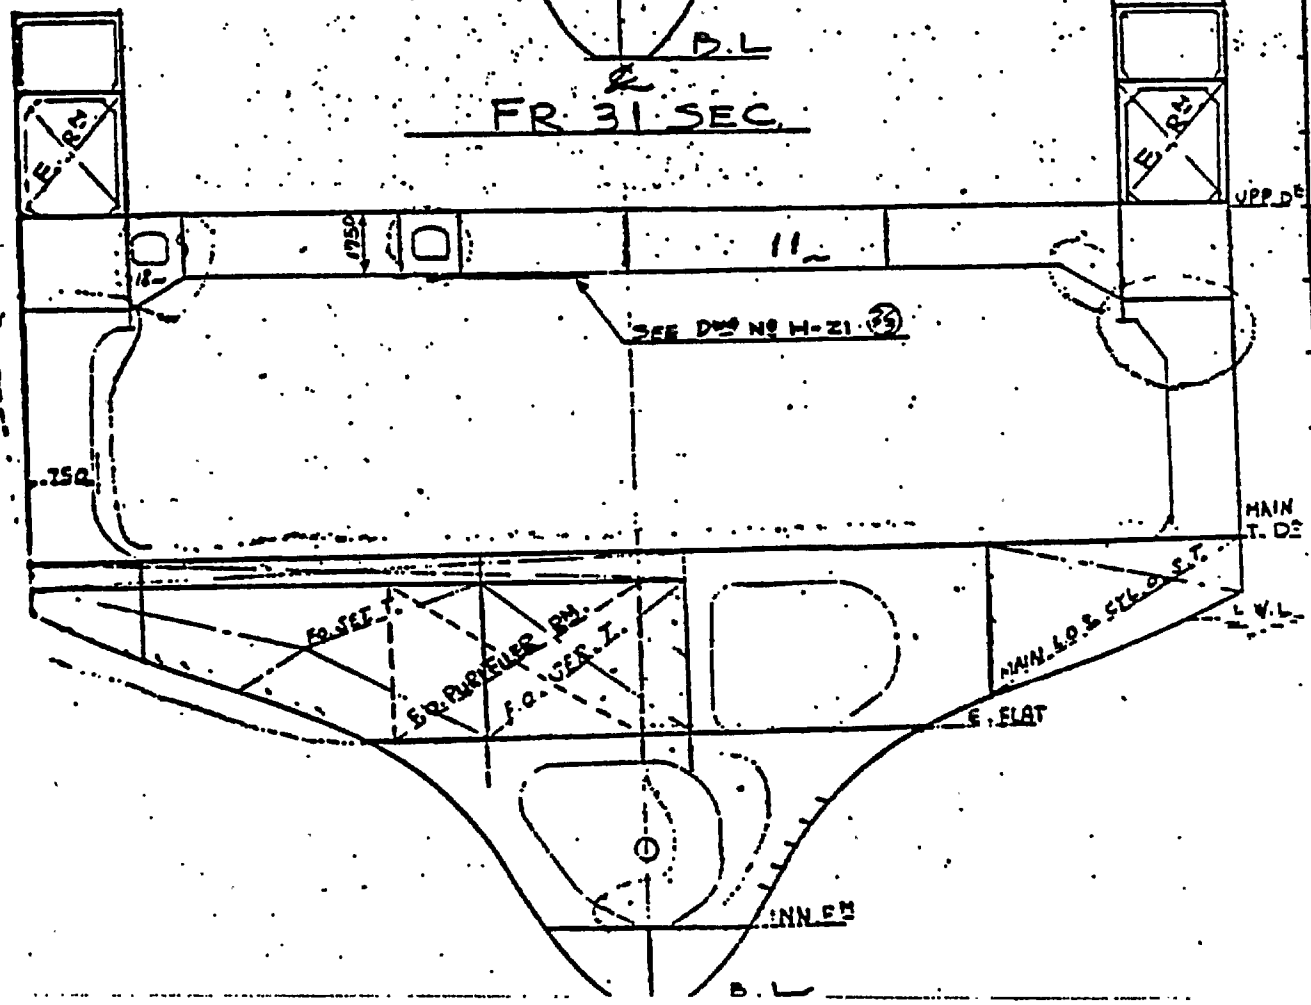 B.L
℄
FR. 31 SEC.
E. RM
E. RM
UPP. DK
1750
11
18
SEE DWG NO H-21 
750
MAIN
T. DK
F.O. SET.
F.O. PURIFIER RM.
F.O. SER. T.
MAIN L.O & CYL. O. S. T.
L.W.L.
E. FLAT
INN. BM
B.L